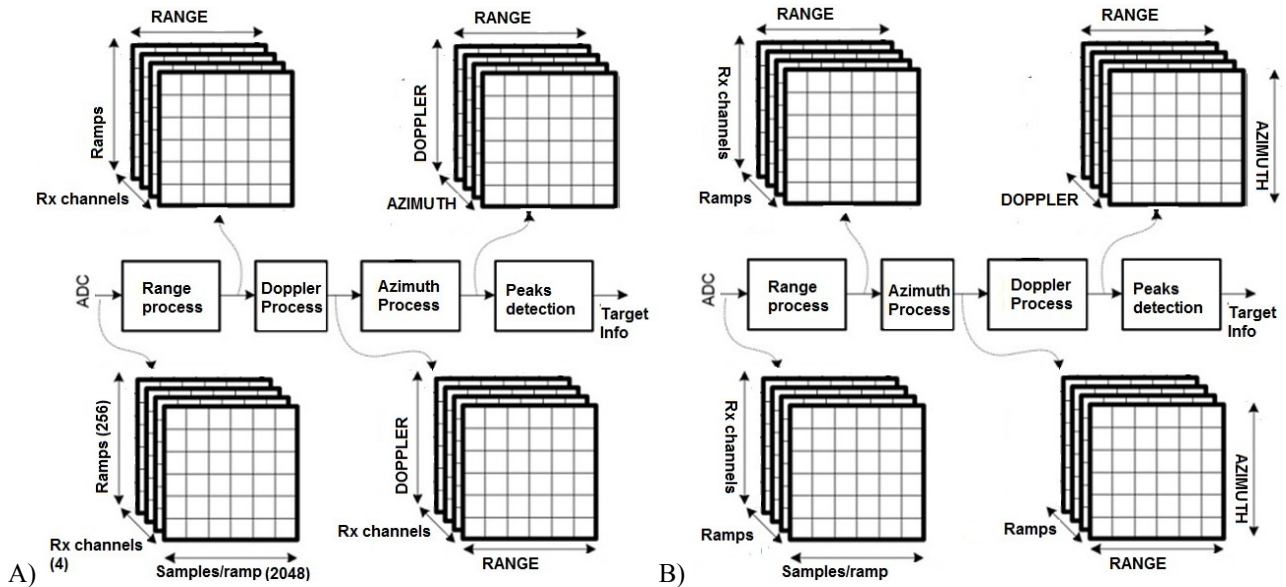 RANGE
Ramps
Rx channels
RANGE
DOPPLER
AZIMUTH
ADC
Range
process
Doppler
Process
Azimuth
Process
Peaks
detection
Target
Info
Ramps (256)
Rx channels
(4)
Samples/ramp (2048)
DOPPLER
Rx channels
RANGE
A)
RANGE
Rx channels
Ramps
RANGE
AZIMUTH
DOPPLER
ADC
Range
process
Azimuth
Process
Doppler
Process
Peaks
detection
Target
Info
Rx channels
Ramps
Samples/ramp
AZIMUTH
Ramps
RANGE
B)